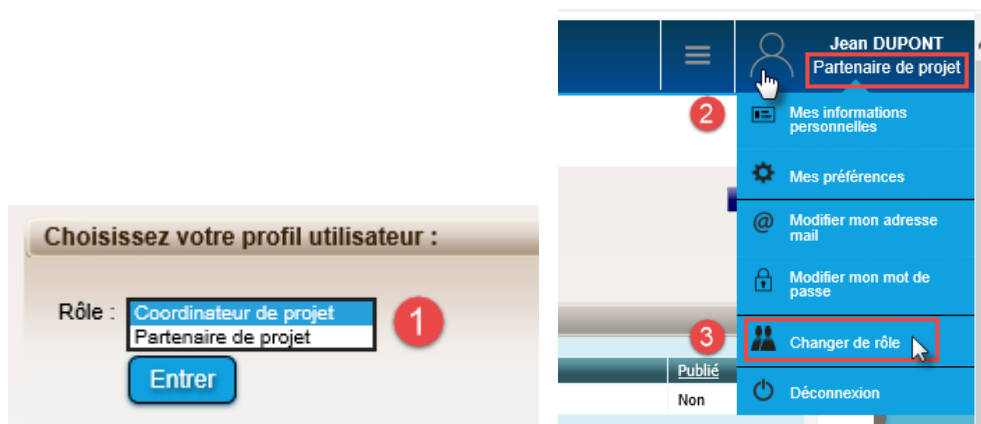 Choisissez votre profil utilisateur :
Rôle :
Coordinateur de projet
Partenaire de projet
1
Entrer
Jean DUPONT
Partenaire de projet
2
Mes informations
personnelles
Mes préférences
@
Modifier mon adresse
mail
Modifier mon mot de
passe
3
Changer de rôle
Publié
Non
Déconnexion